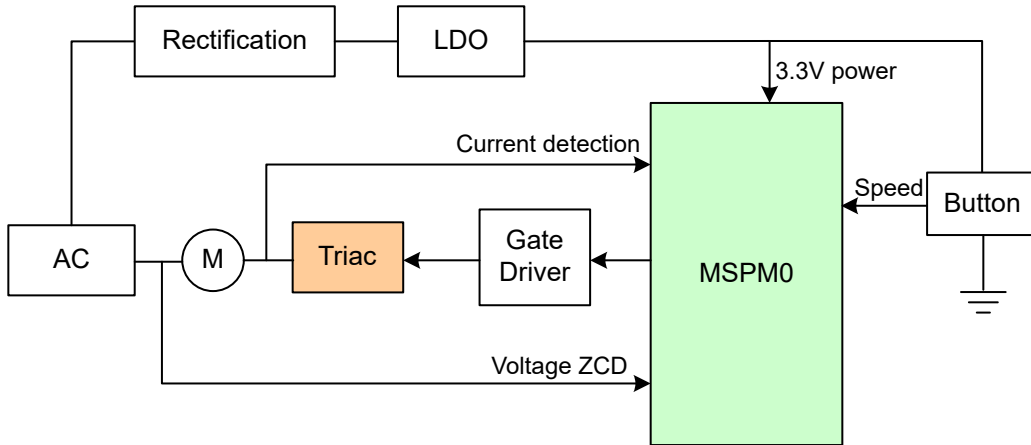 Rectification
LDO
3.3V power
Current detection
Speed
Button
AC
M
Triac
Gate
Driver
MSPM0
Voltage ZCD